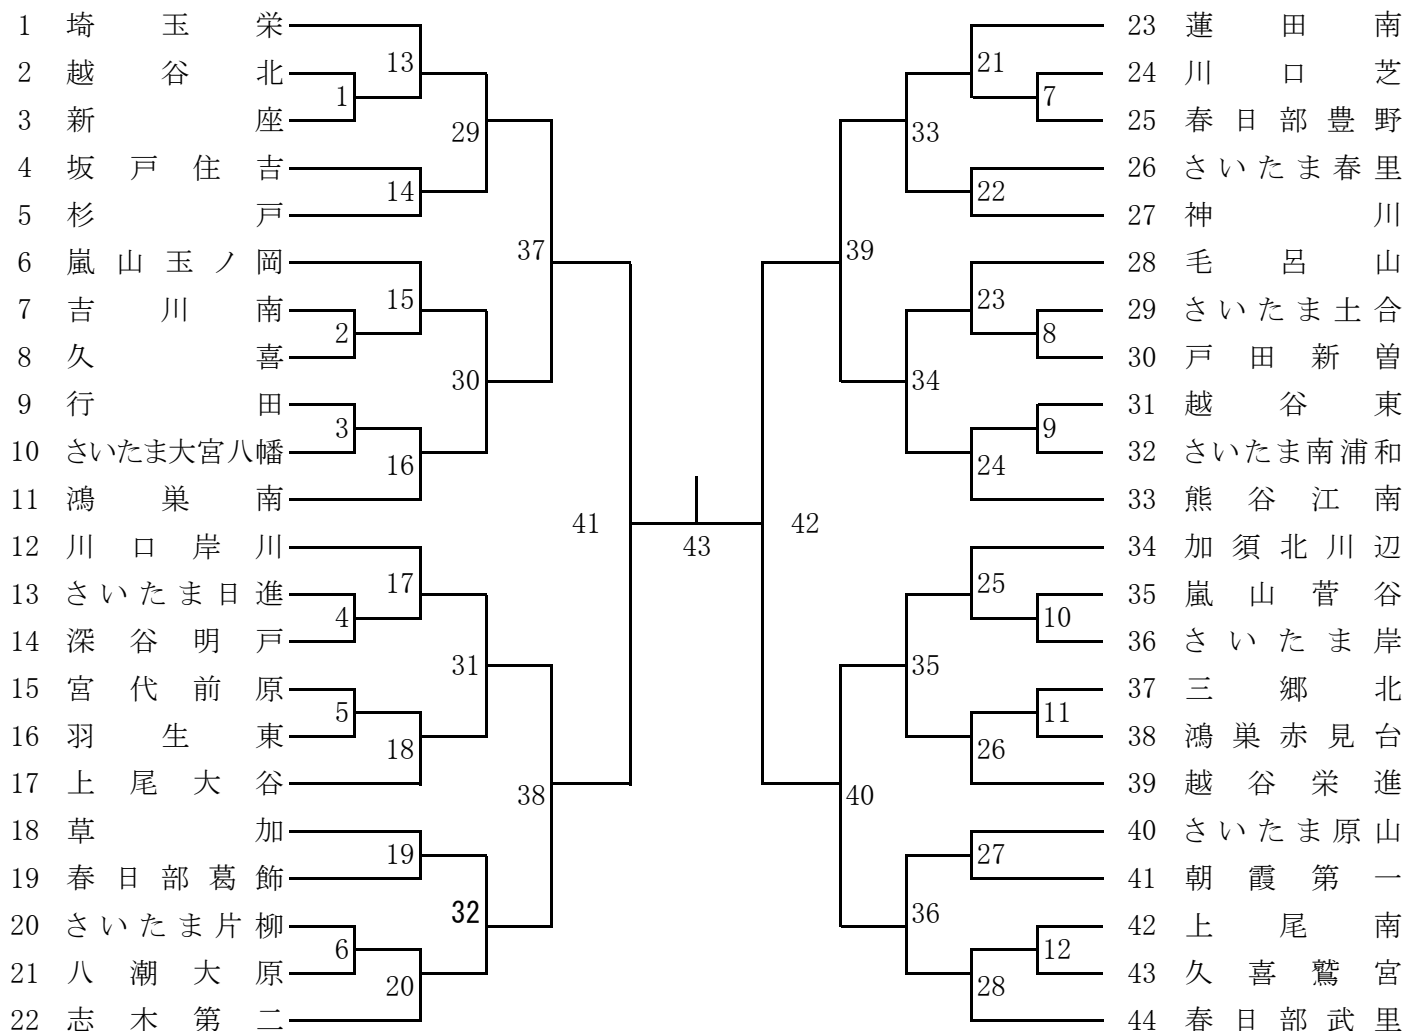 1 埼玉栄
2 越谷北
3 新座
4 坂戸住吉
5 杉戸
6 嵐山玉ノ岡
7 吉川南
8 久喜
9 行田
10 さいたま大宮八幡
11 鴻巣南
12 川口岸川
13 さいたま日進
14 深谷明戸
15 宮代前原
16 羽生東
17 上尾大谷
18 草加
19 春日部葛飾
20 さいたま片柳
21 八潮大原
22 志木第二
13
1
29
14
37
15
2
30
3
16
41
17
4
31
5
18
38
19
32
6
20
43
42
21
7
33
22
39
23
8
34
9
24
25
10
35
11
26
40
27
36
12
28
23 蓮田南
24 川口芝
25 春日部豊野
26 さいたま春里
27 神川
28 毛呂山
29 さいたま土合
30 戸田新曽
31 越谷東
32 さいたま南浦和
33 熊谷江南
34 加須北川辺
35 嵐山菅谷
36 さいたま岸
37 三郷北
38 鴻巣赤見台
39 越谷栄進
40 さいたま原山
41 朝霞第一
42 上尾南
43 久喜鷲宮
44 春日部武里